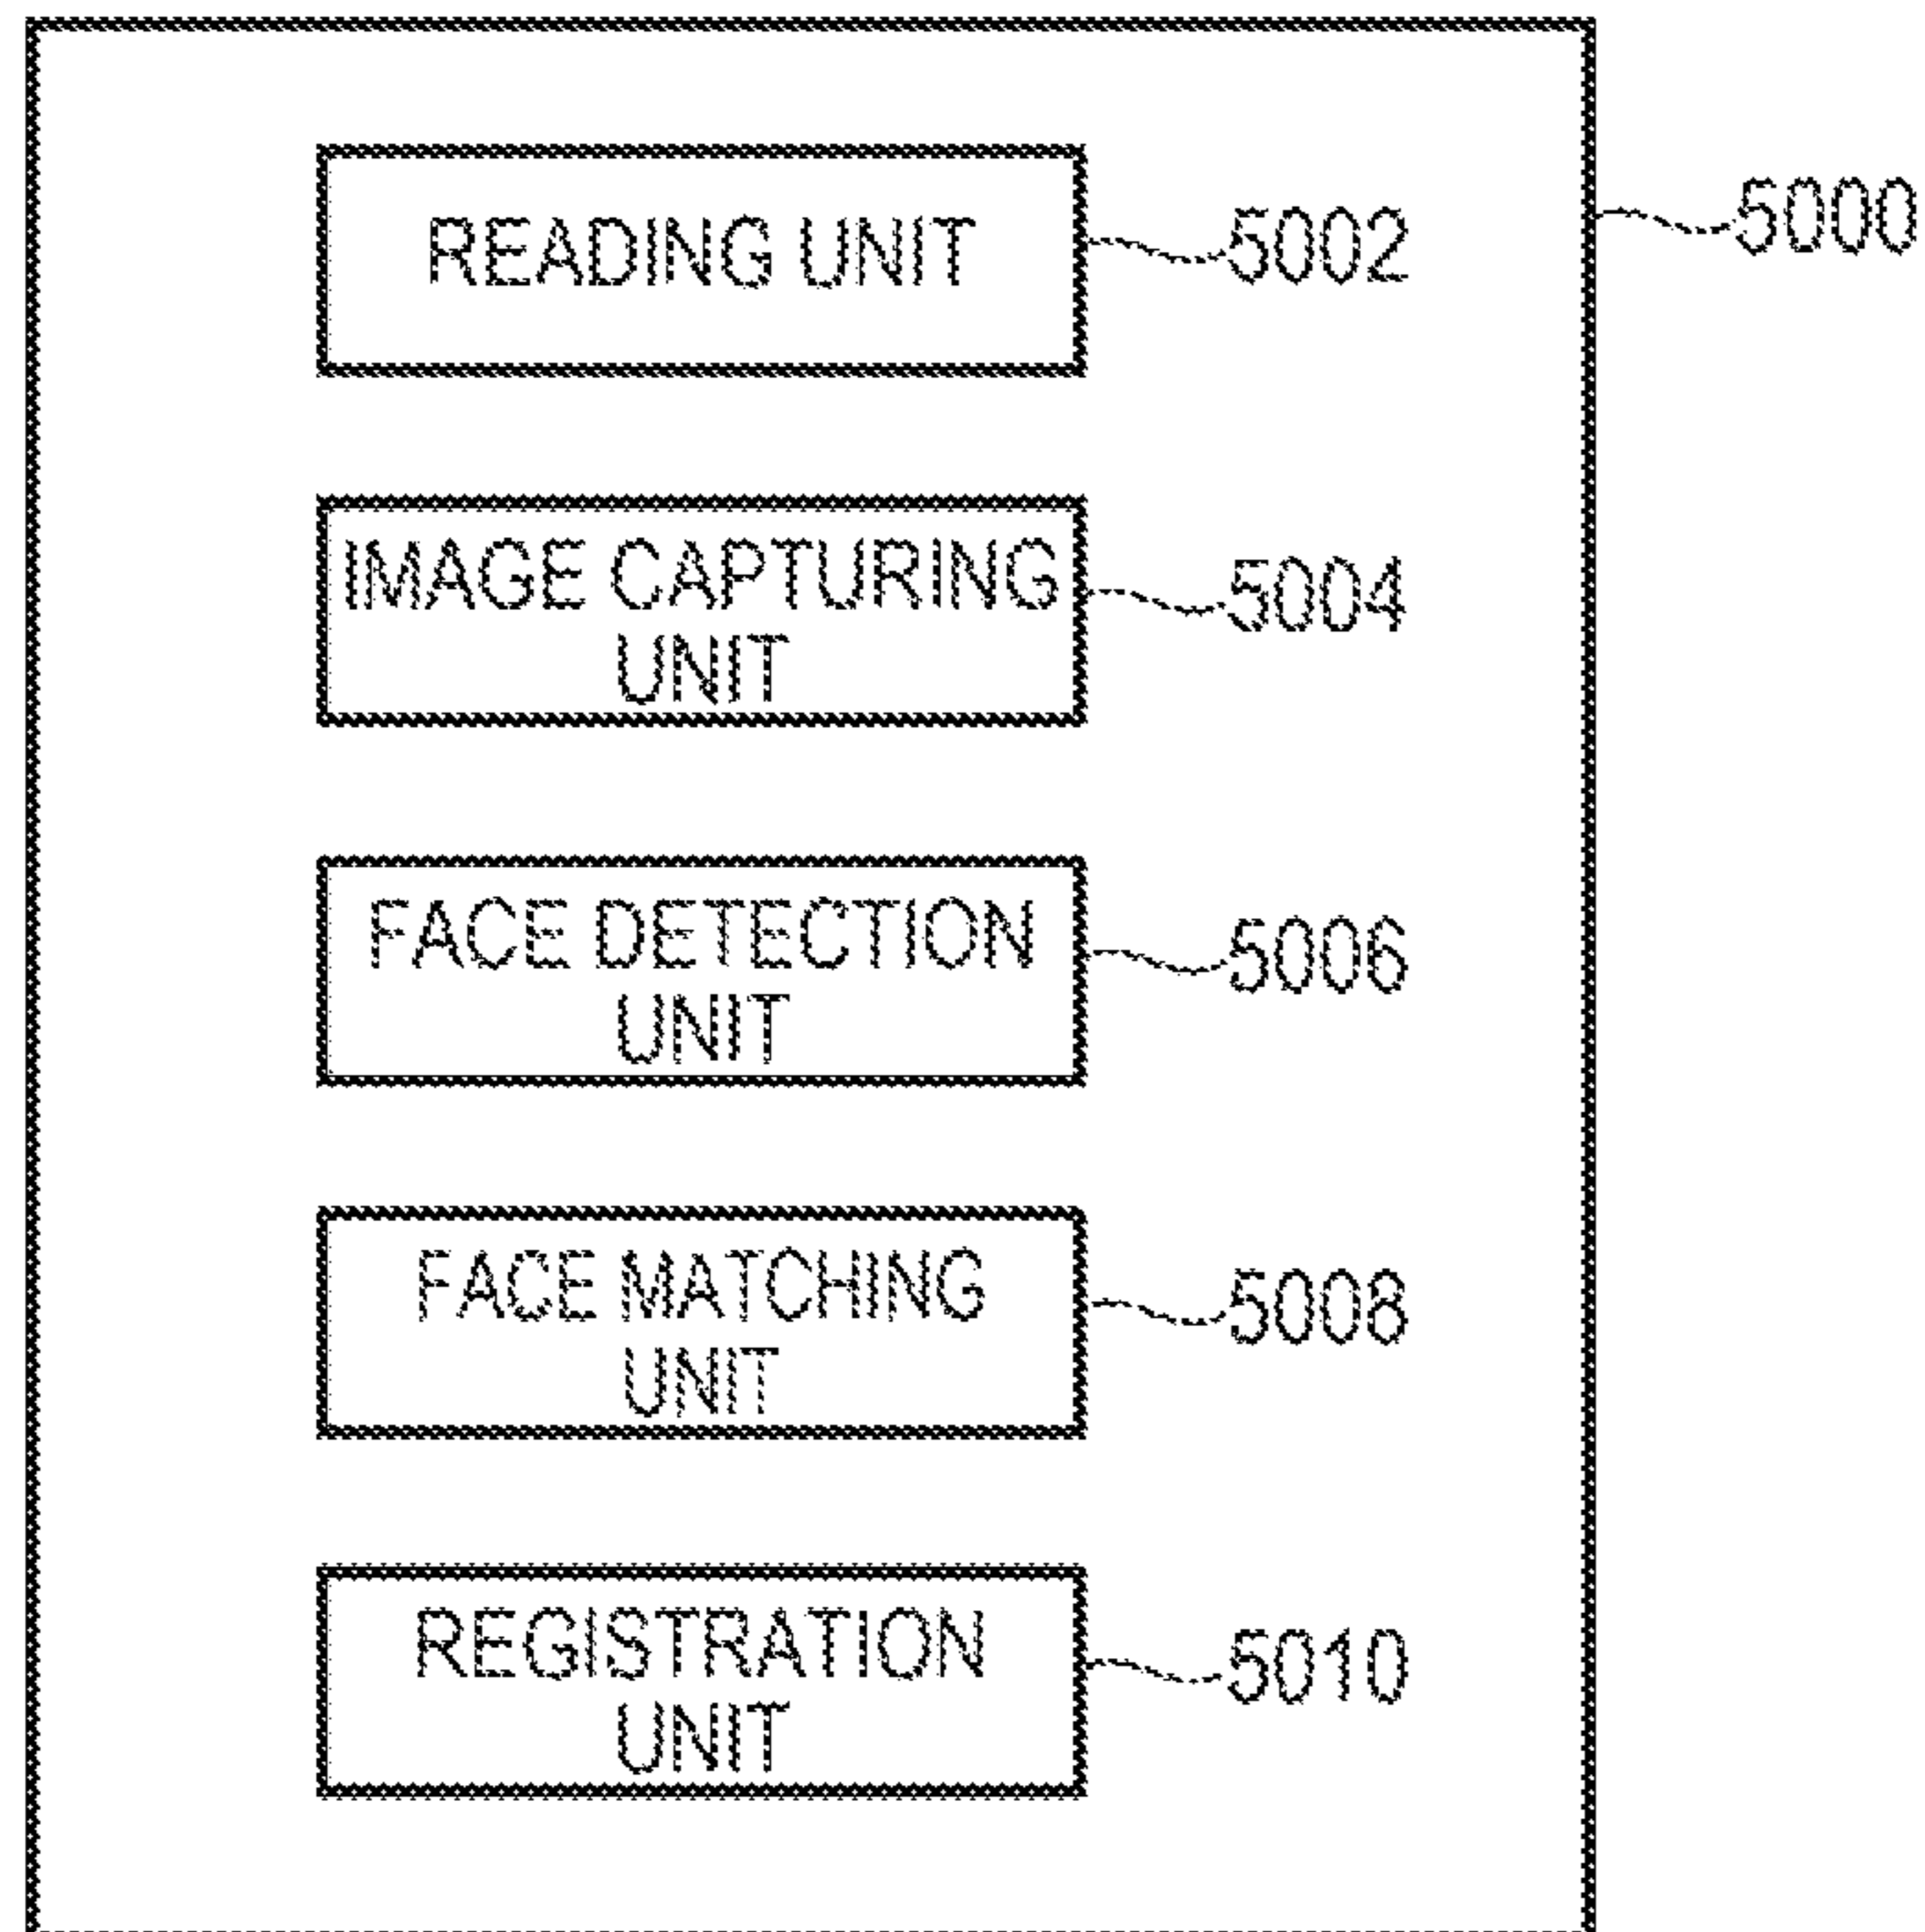 READING UNIT 5002 5000
IMAGE CAPTURING
UNIT
5004
FACE DETECTION
UNIT
5006
FACE MATCHING
UNIT
5008
REGISTRATION
UNIT
5010